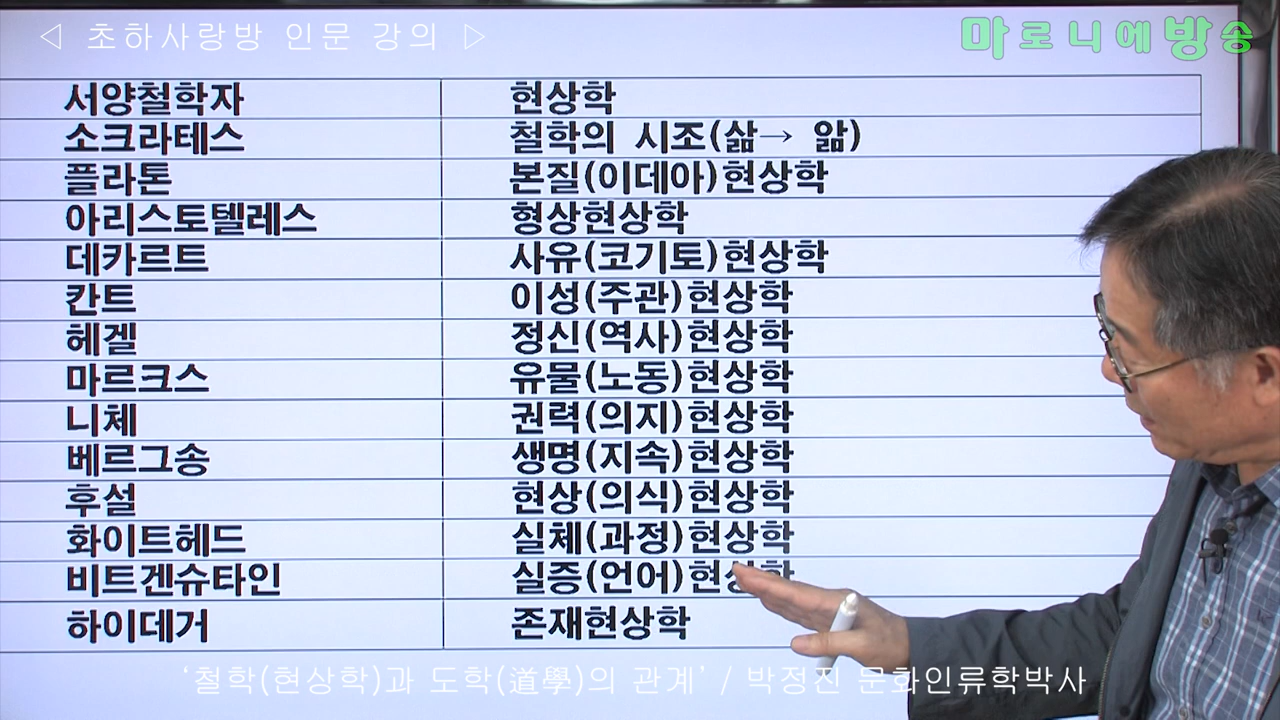 ◁ 초하사랑방 인문 강의 ▷
마로니에방송
서양철학자 현상학
소크라테스 철학의 시조(삶→ 앎)
플라톤 본질(이데아)현상학
아리스토텔레스 형상현상학
데카르트 사유(코기토)현상학
칸트 이성(주관)현상학
헤겔 정신(역사)현상학
마르크스 유물(노동)현상학
니체 권력(의지)현상학
베르그송 생명(지속)현상학
후설 현상(의식)현상학
화이트헤드 실체(과정)현상학
비트겐슈타인 실증(언어)현상학
하이데거 존재현상학
‘철학(현상학)과 도학(道學)의 관계’ / 박정진 문화인류학박사